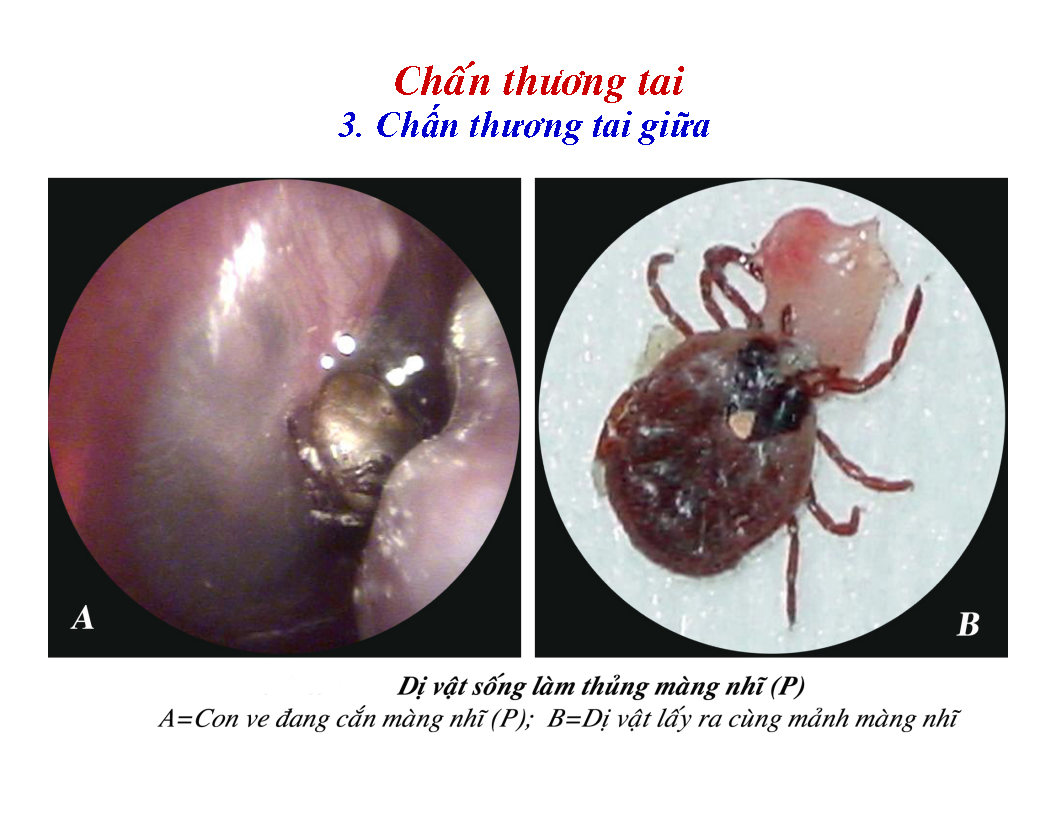 Chấn thương tai
3. Chấn thương tai giữa
A
B
Dị vật sống làm thủng màng nhĩ (P)
A=Con ve đang cắn màng nhĩ (P); B=Dị vật lấy ra cùng mảnh màng nhĩ